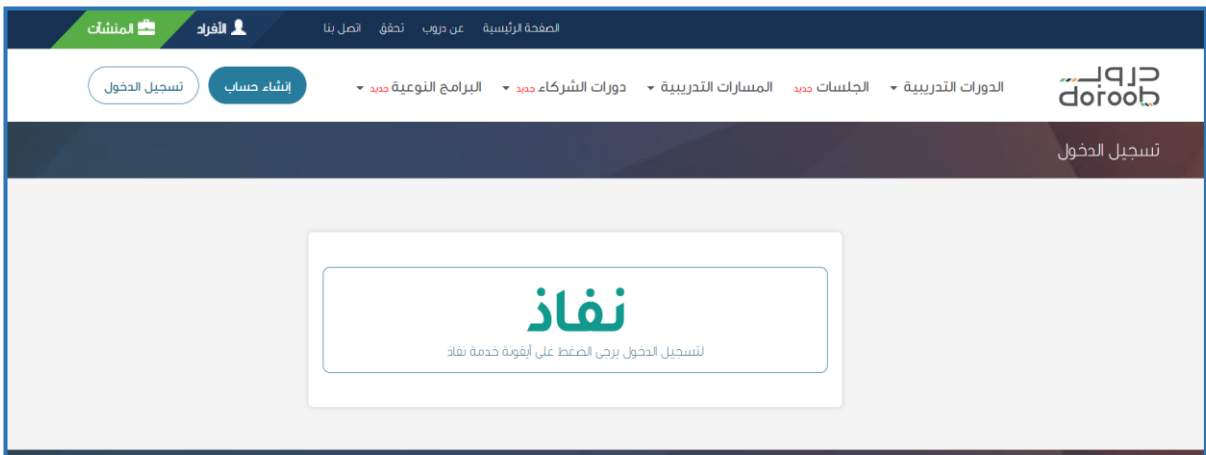 الصفحة الرئيسية عن دروب تحقق اتصل بنا الأفراد المنشآت
دروب
doroob
الدورات التدريبية الجلسات جديد المسارات التدريبية دورات الشركاء جديد البرامج النوعية جديد إنشاء حساب تسجيل الدخول
تسجيل الدخول
نفاذ
لتسجيل الدخول يرجى الضغط على أيقونة خدمة نفاذ